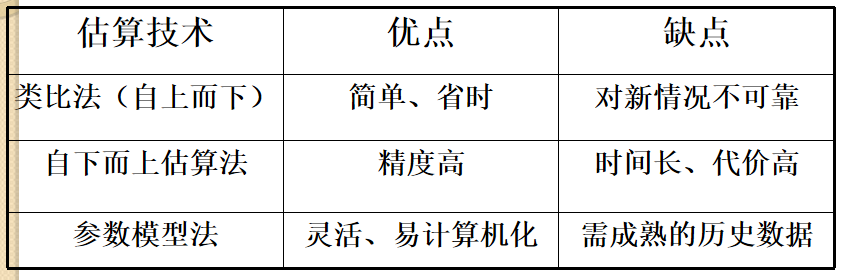 估算技术 优点 缺点
类比法（自上而下） 简单、省时 对新情况不可靠
自下而上估算法 精度高 时间长、代价高
参数模型法 灵活、易计算机化 需成熟的历史数据